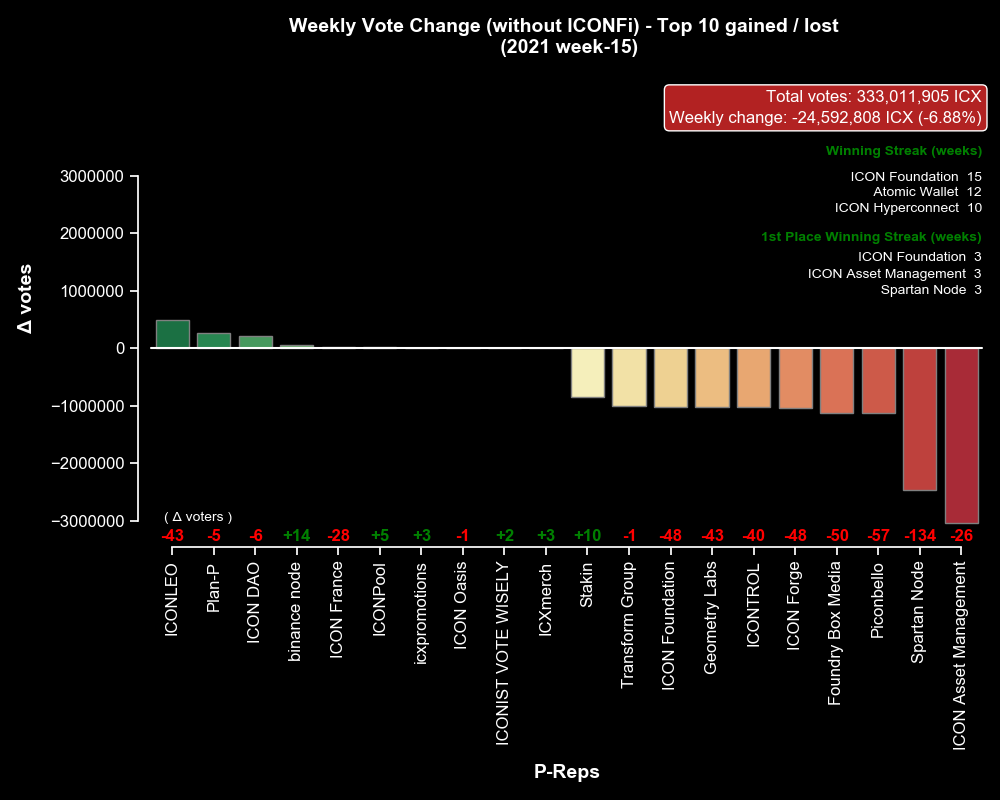 Weekly Vote Change (without ICONFi) - Top 10 gained / lost
(2021 week-15)
Total votes: 333,011,905 ICX
Weekly change: -24,592,808 ICX (-6.88%)
Winning Streak (weeks)
ICON Foundation 15
Atomic Wallet 12
ICON Hyperconnect 10
1st Place Winning Streak (weeks)
ICON Foundation 3
ICON Asset Management 3
Spartan Node 3
Δ votes
3000000
2000000
1000000
0
−1000000
−2000000
−3000000
( Δ voters )
-43 -5 -6 +14 -28 +5 +3 -1 +2 +3 +10 -1 -48 -43 -40 -48 -50 -57 -134 -26
ICONLEO
Plan-P
ICON DAO
binance node
ICON France
ICONPool
icxpromotions
ICON Oasis
ICONIST VOTE WISELY
ICXmerch
Stakin
Transform Group
ICON Foundation
Geometry Labs
ICONTROL
ICON Forge
Foundry Box Media
Piconbello
Spartan Node
ICON Asset Management
P-Reps